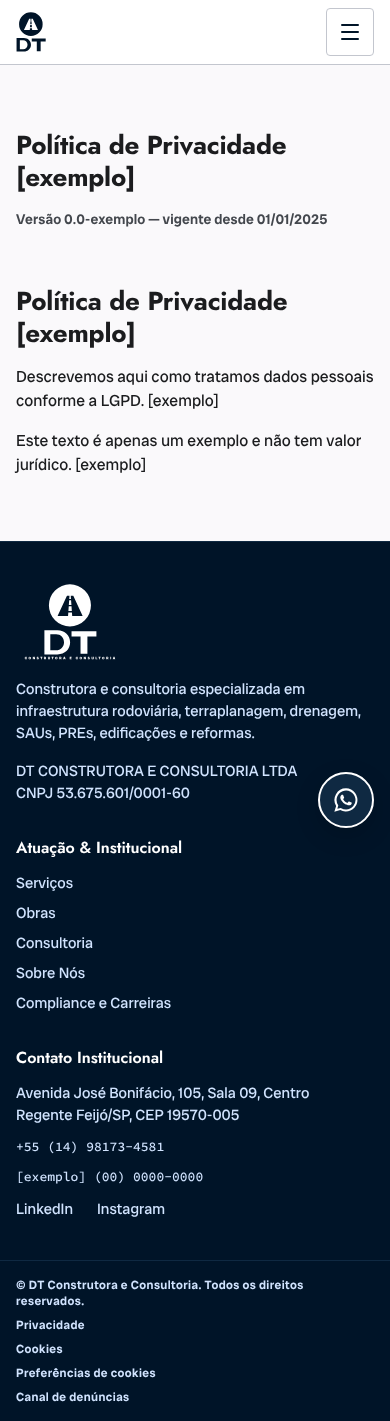 DT
Política de Privacidade
[exemplo]
Versão 0.0-exemplo — vigente desde 01/01/2025
Política de Privacidade
[exemplo]
Descrevemos aqui como tratamos dados pessoais
conforme a LGPD. [exemplo]
Este texto é apenas um exemplo e não tem valor
jurídico. [exemplo]
DT
CONSTRUTORA E CONSULTORIA
Construtora e consultoria especializada em
infraestrutura rodoviária, terraplanagem, drenagem,
SAUs, PREs, edificações e reformas.
DT CONSTRUTORA E CONSULTORIA LTDA
CNPJ 53.675.601/0001-60
Atuação & Institucional
Serviços
Obras
Consultoria
Sobre Nós
Compliance e Carreiras
Contato Institucional
Avenida José Bonifácio, 105, Sala 09, Centro
Regente Feijó/SP, CEP 19570-005
+55 (14) 98173-4581
[exemplo] (00) 0000-0000
LinkedIn Instagram
© DT Construtora e Consultoria. Todos os direitos
reservados.
Privacidade
Cookies
Preferências de cookies
Canal de denúncias